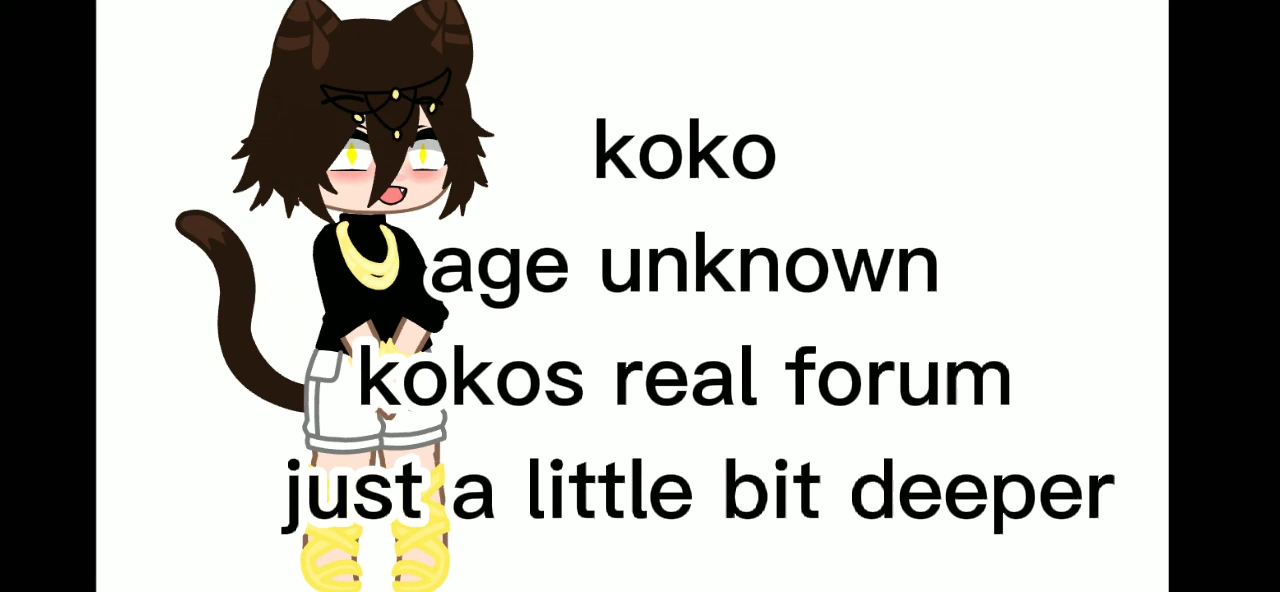 koko
age unknown
kokos real forum
just a little bit deeper